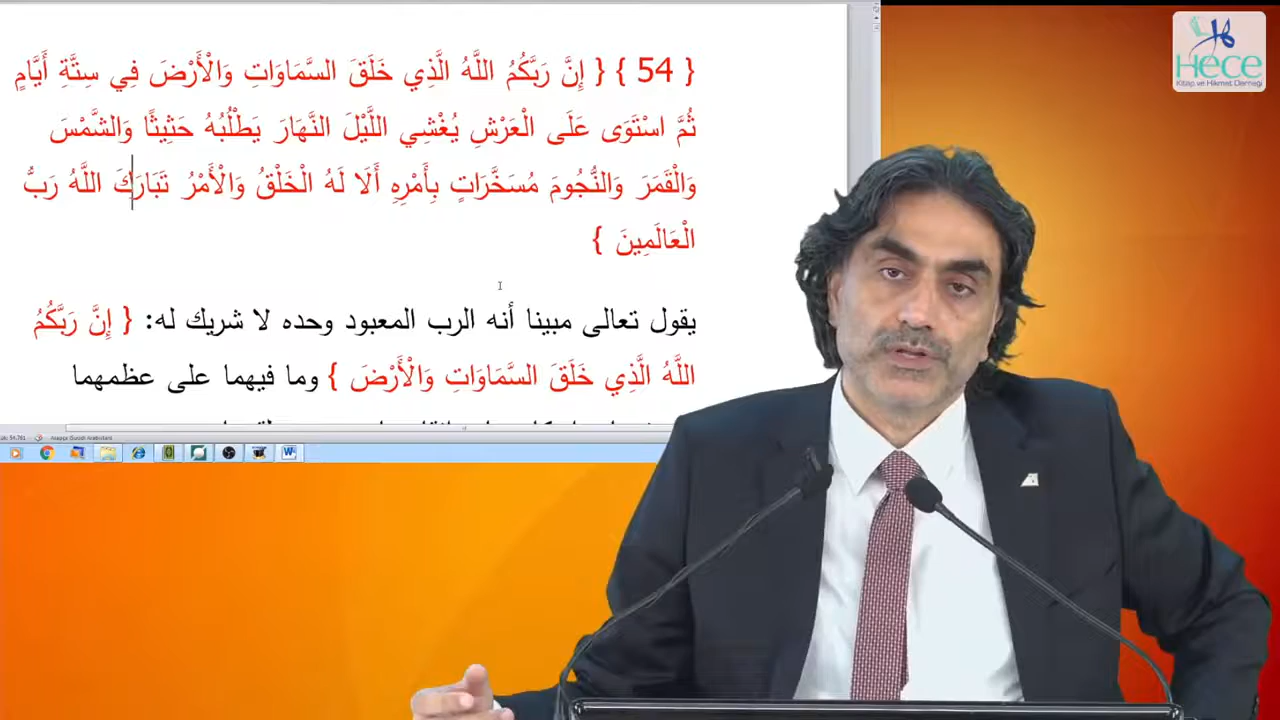 { 54 } { إِنَّ رَبَّكُمُ اللَّهُ الَّذِي خَلَقَ السَّمَاوَاتِ وَالْأَرْضَ فِي سِتَّةِ أَيَّامٍ
ثُمَّ اسْتَوَى عَلَى الْعَرْشِ يُغْشِي اللَّيْلَ النَّهَارَ يَطْلُبُهُ حَثِيثًا وَالشَّمْسَ
وَالْقَمَرَ وَالنُّجُومَ مُسَخَّرَاتٍ بِأَمْرِهِ أَلَا لَهُ الْخَلْقُ وَالْأَمْرُ تَبَارَكَ اللَّهُ رَبُّ
الْعَالَمِينَ }
يقول تعالى مبينا أنه الرب المعبود وحده لا شريك له: { إِنَّ رَبَّكُمُ
اللَّهُ الَّذِي خَلَقَ السَّمَاوَاتِ وَالْأَرْضَ } وما فيهما على عظمهما
Hece
Kitap ve Hikmet Derneği